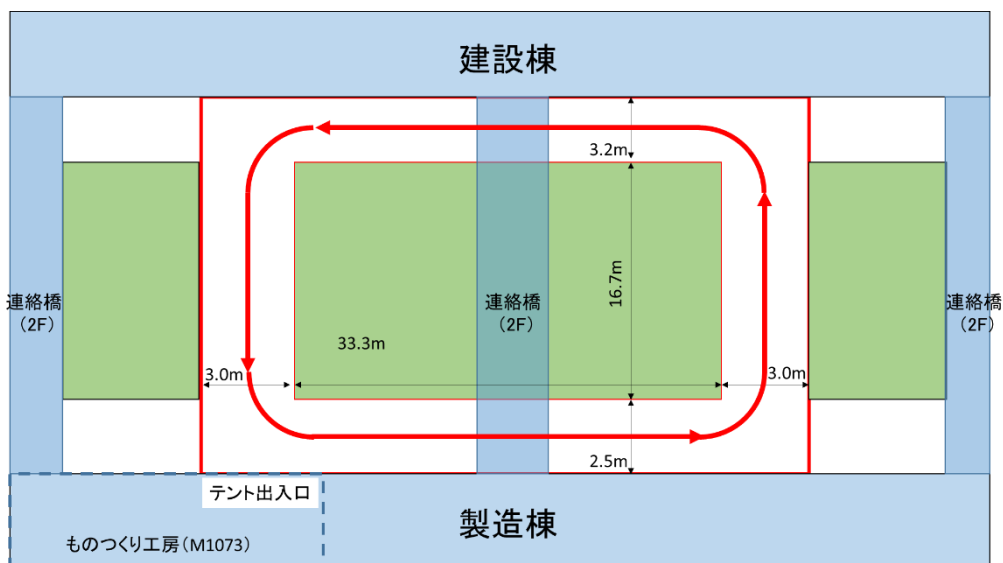 建設棟
3.2m
16.7m
連絡橋
（2F）
連絡橋
（2F）
連絡橋
（2F）
33.3m
3.0m
3.0m
2.5m
テント出入口
製造棟
ものつくり工房（M1073）